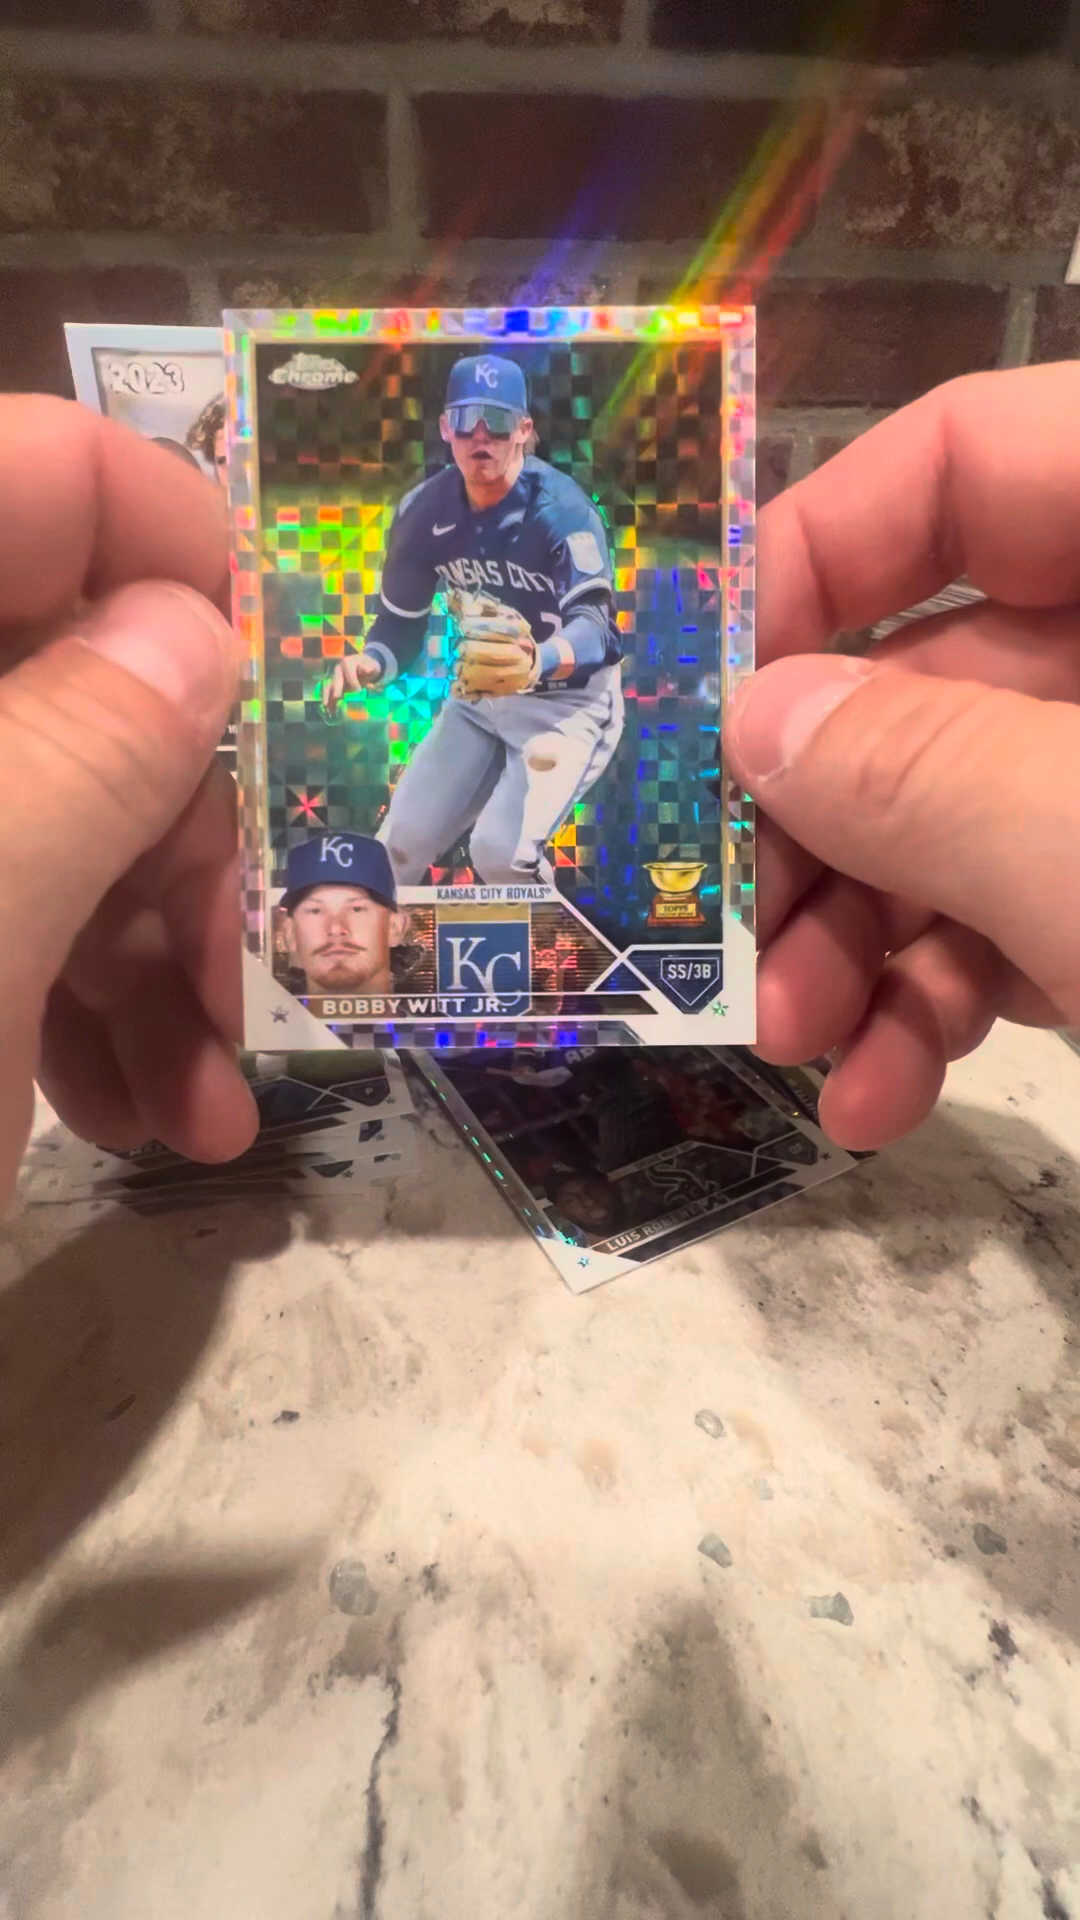 2023
Topps
Chrome
KC
KANSAS CITY
7
KC
KANSAS CITY ROYALS®
TOPPS
KC
SS/3B
BOBBY WITT JR.
LUIS ROBERT